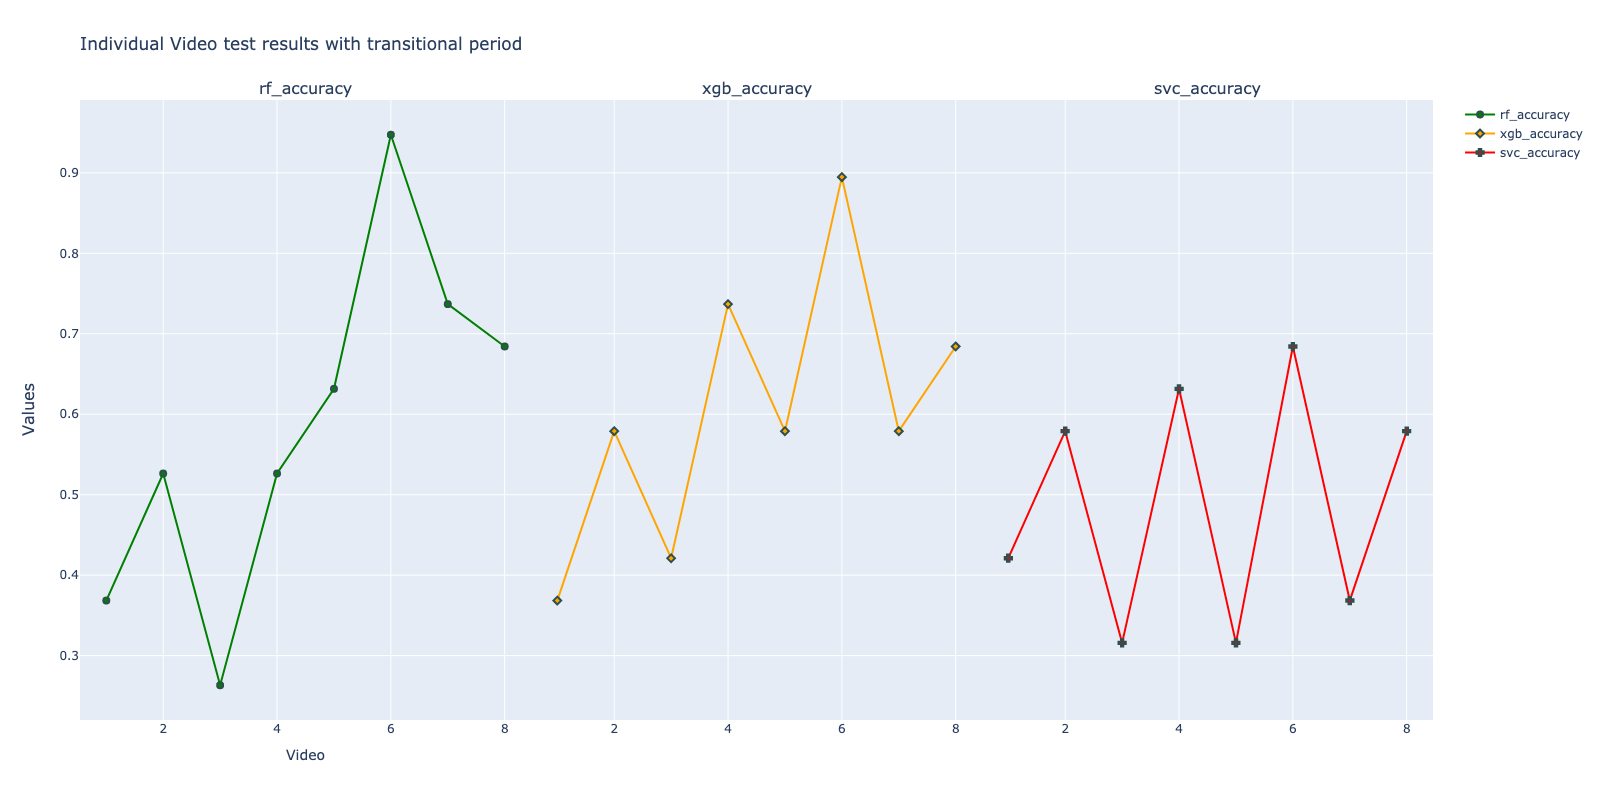 Individual Video test results with transitional period
rf_accuracy
xgb_accuracy
svc_accuracy
rf_accuracy
xgb_accuracy
svc_accuracy
Values
0.9
0.8
0.7
0.6
0.5
0.4
0.3
2 4 6 8 2 4 6 8 2 4 6 8
Video